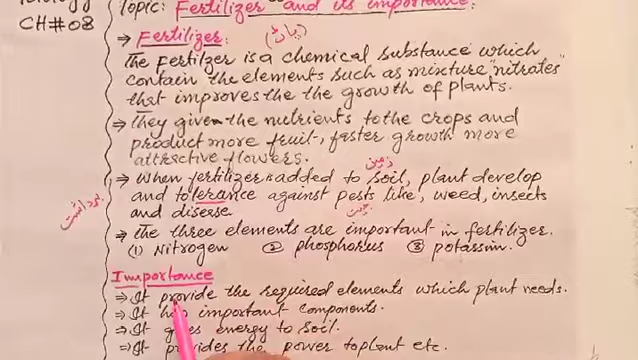 Topic: Fertilizer and its importance:
CH#08
→ Fertilizer:
The Fertilzer is a chemical substance which
contain the elements such as mixture "nitrates"
that improves the the growth of plants.
⇒ They given the nutrients to the crops and
product more fruit, faster growth more
attractive flowers.
زمین
⇒ When fertilizer is added to soil, plant develop
and tolerance against pests like, weed, insects
برداشت
and disease
⇒ The three elements are important in fertilizer.
(1) Nitrogen (2) phosphorus (3) potassium.
Importance
⇒ It provide the required elements which plant needs.
⇒ It has important components.
⇒ It gives energy to soil.
⇒ It provides the power to plant etc.